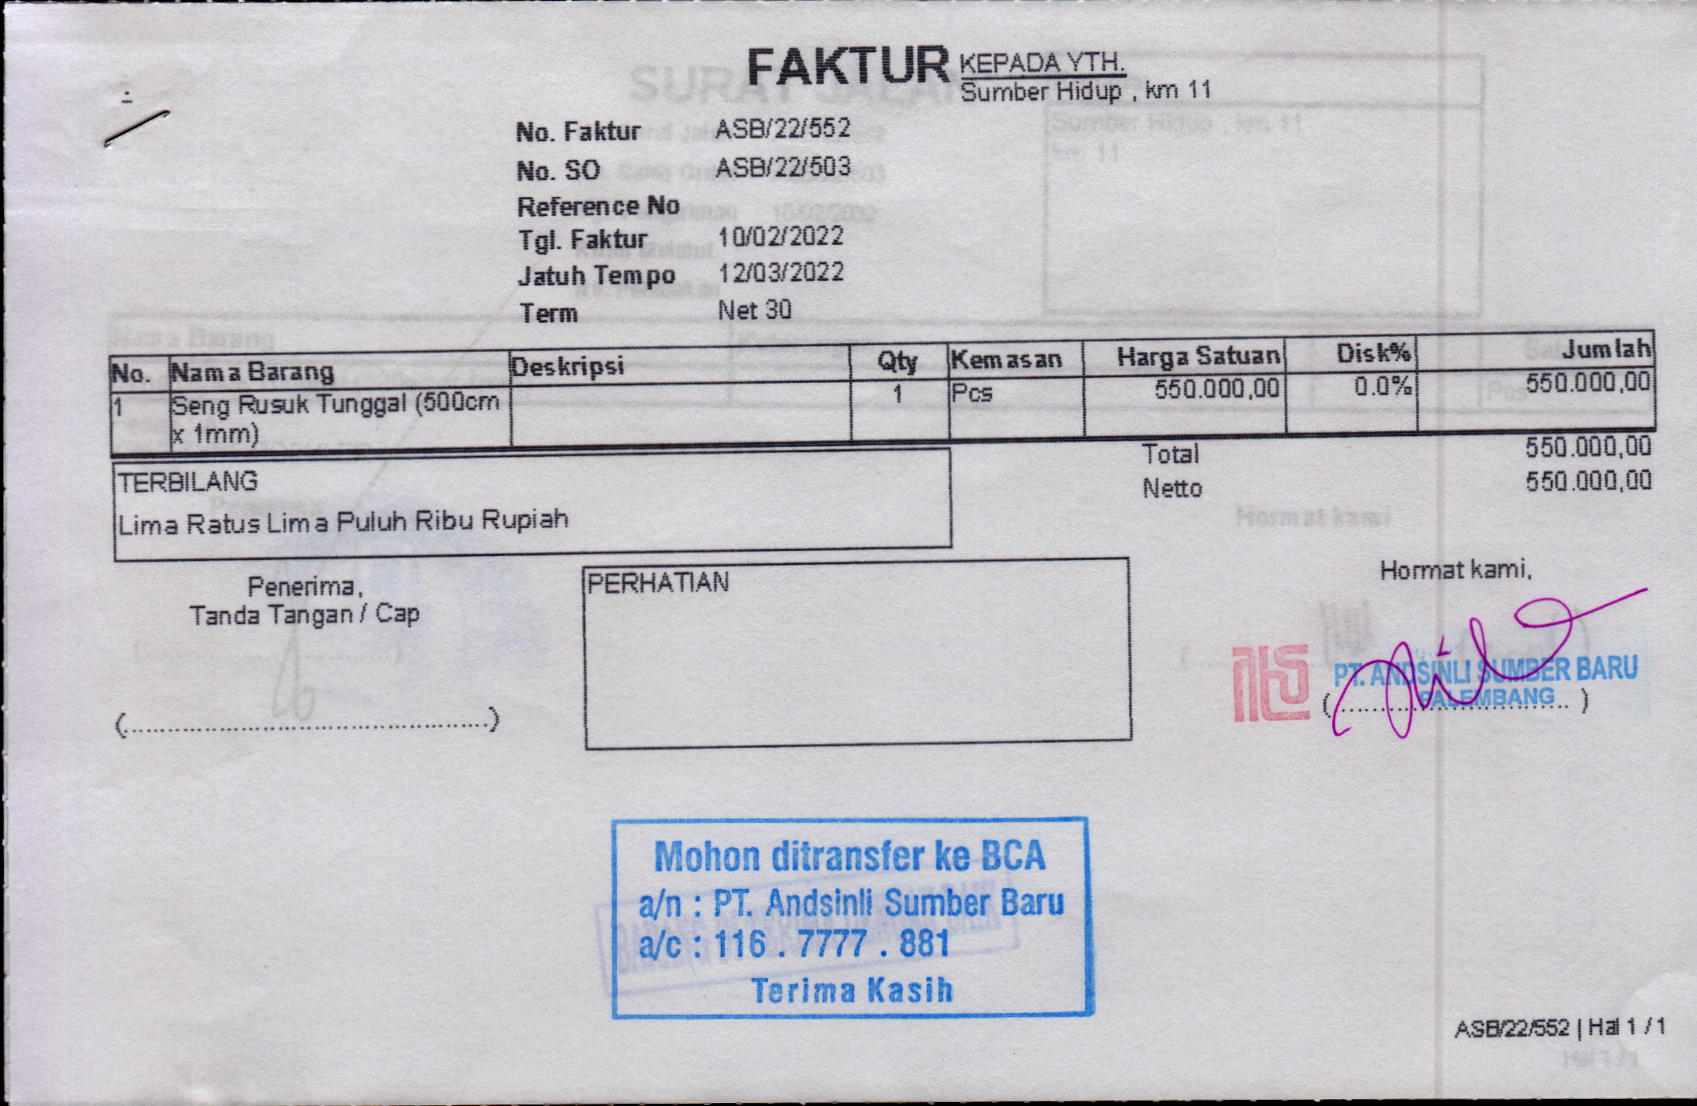 FAKTUR
KEPADA YTH.
Sumber Hidup , km 11
No. Faktur ASB/22/552
No. SO ASB/22/503
Reference No
Tgl. Faktur 10/02/2022
Jatuh Tempo 12/03/2022
Term Net 30
No. Nama Barang Deskripsi Qty Kemasan Harga Satuan Disk% Jumlah
1 Seng Rusuk Tunggal (500cm 1 Pcs 550.000,00 0.0% 550.000,00
x 1mm)
Total 550.000,00
Netto 550.000,00
TERBILANG
Lima Ratus Lima Puluh Ribu Rupiah
Penerima,
Tanda Tangan / Cap
(................................................)
PERHATIAN
Hormat kami,
PT. ANDSINLI SUMBER BARU
PALEMBANG
Mohon ditransfer ke BCA
a/n : PT. Andsinli Sumber Baru
a/c : 116 . 7777 . 881
Terima Kasih
ASB/22/552 | Hal 1 / 1